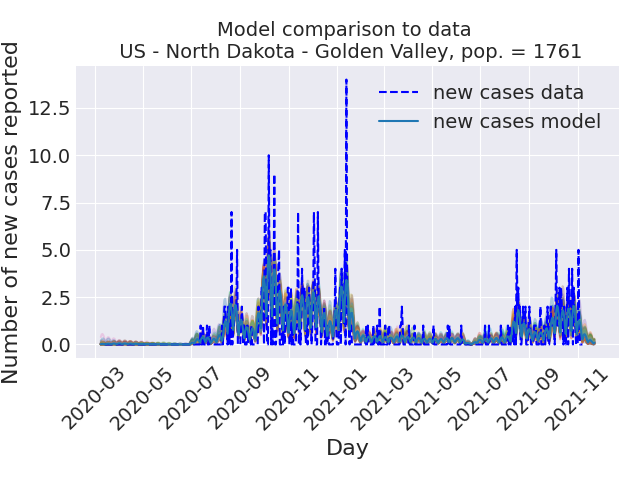 Model comparison to data
US - North Dakota - Golden Valley, pop. = 1761
Number of new cases reported
12.5
10.0
7.5
5.0
2.5
0.0
new cases data
new cases model
2020-03
2020-05
2020-07
2020-09
2020-11
2021-01
2021-03
2021-05
2021-07
2021-09
2021-11
Day